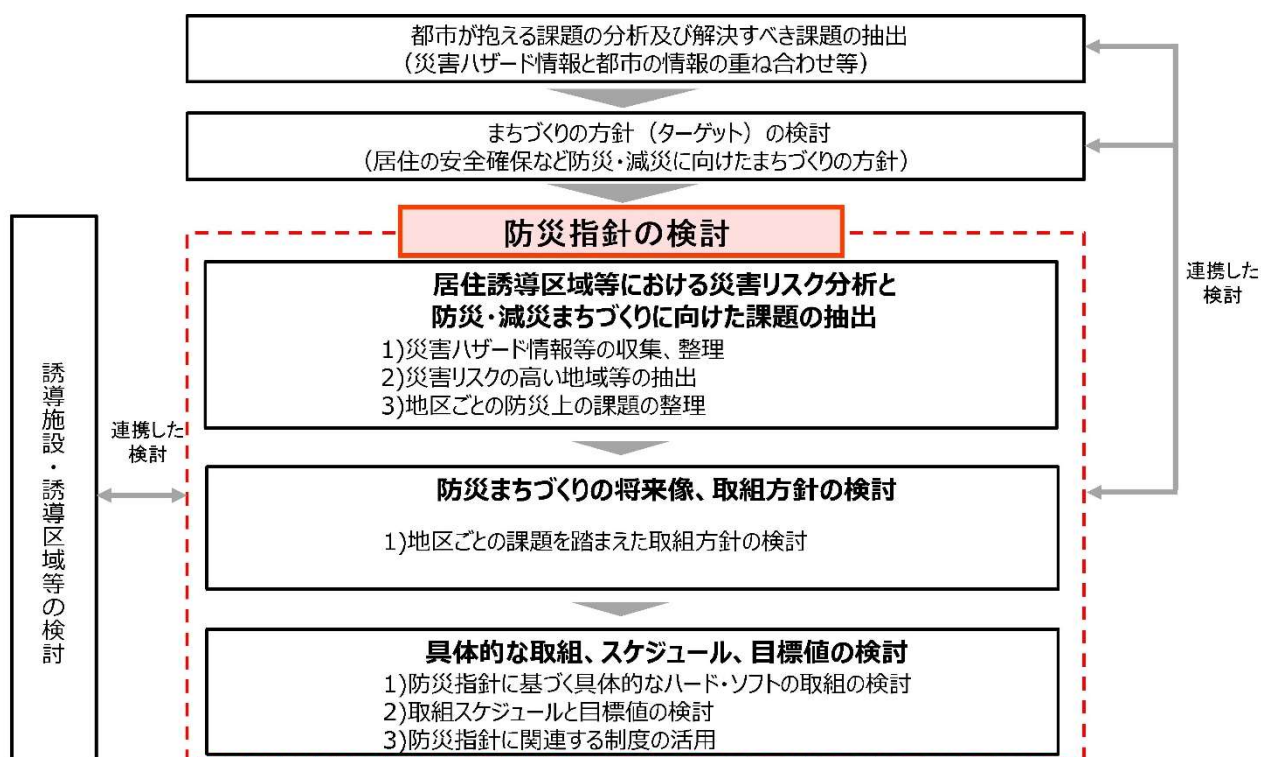 都市が抱える課題の分析及び解決すべき課題の抽出
（災害ハザード情報と都市の情報の重ね合わせ等）
まちづくりの方針（ターゲット）の検討
（居住の安全確保など防災・減災に向けたまちづくりの方針）
防災指針の検討
居住誘導区域等における災害リスク分析と
防災・減災まちづくりに向けた課題の抽出
1)災害ハザード情報等の収集、整理
2)災害リスクの高い地域等の抽出
3)地区ごとの防災上の課題の整理
防災まちづくりの将来像、取組方針の検討
1)地区ごとの課題を踏まえた取組方針の検討
具体的な取組、スケジュール、目標値の検討
1)防災指針に基づく具体的なハード・ソフトの取組の検討
2)取組スケジュールと目標値の検討
3)防災指針に関連する制度の活用
誘導施設・誘導区域等の検討
連携した
検討
連携した
検討